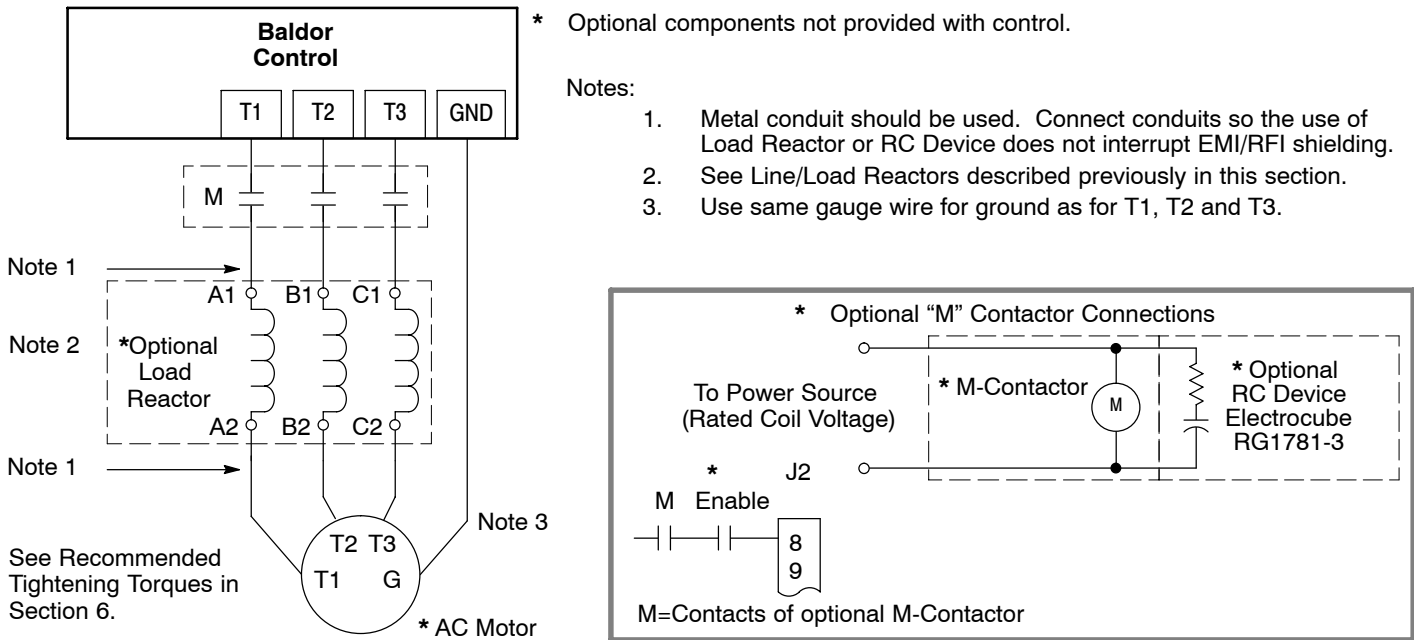 Baldor
Control
T1 T2 T3 GND
M
Note 1
A1 B1 C1
Note 2
*Optional
Load
Reactor
A2 B2 C2
Note 1
Note 3
T2 T3
T1 G
See Recommended
Tightening Torques in
Section 6.
* AC Motor
* Optional components not provided with control.
Notes:
1. Metal conduit should be used. Connect conduits so the use of
Load Reactor or RC Device does not interrupt EMI/RFI shielding.
2. See Line/Load Reactors described previously in this section.
3. Use same gauge wire for ground as for T1, T2 and T3.
* Optional “M” Contactor Connections
To Power Source
(Rated Coil Voltage)
* M-Contactor
M
* Optional
RC Device
Electrocube
RG1781-3
* J2
M Enable
8
9
M=Contacts of optional M-Contactor